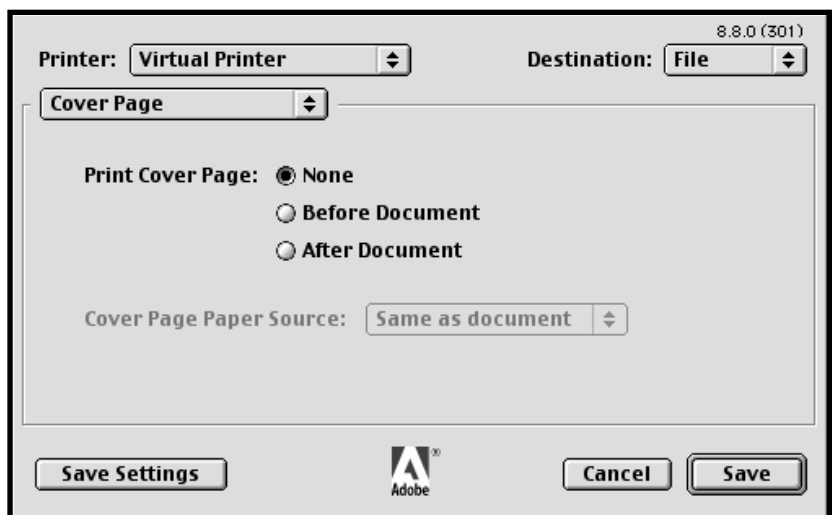 8.8.0 (301)
Printer: Virtual Printer Destination: File
Cover Page
Print Cover Page: None
Before Document
After Document
Cover Page Paper Source: Same as document
Save Settings Adobe® Cancel Save